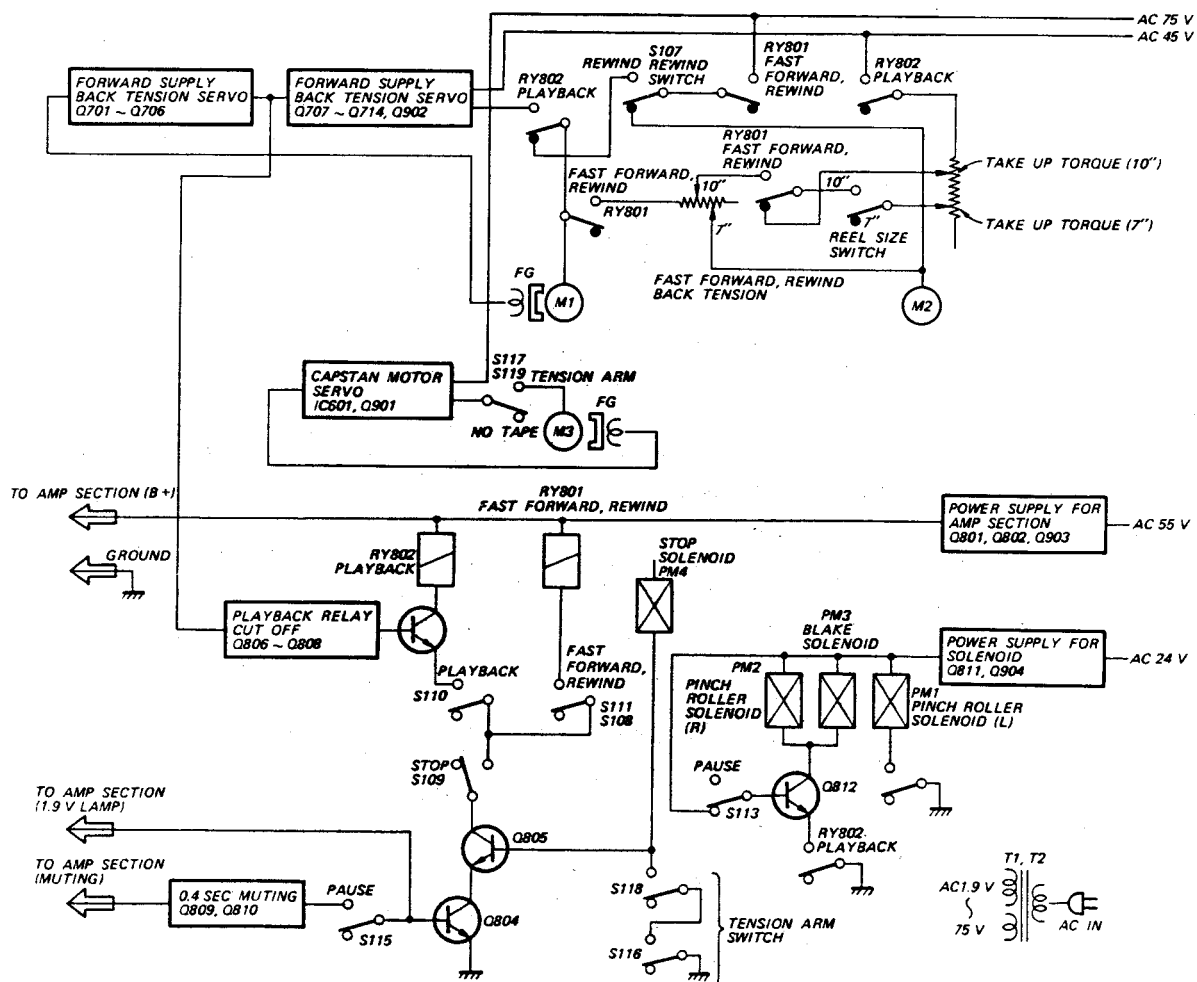 AC 75 V
AC 45 V
FORWARD SUPPLY
BACK TENSION SERVO
Q701 ~ Q706
FORWARD SUPPLY
BACK TENSION SERVO
Q707 ~ Q714, Q902
RY802
PLAYBACK
REWIND
S107
REWIND
SWITCH
RY801
FAST
FORWARD,
REWIND
RY802
PLAYBACK
RY801
FAST FORWARD,
REWIND
FAST FORWARD,
REWIND
RY801
10"
7"
10"
7"
REEL SIZE
SWITCH
TAKE UP TORQUE (10")
TAKE UP TORQUE (7")
FAST FORWARD, REWIND
BACK TENSION
FG
M1
M2
CAPSTAN MOTOR
SERVO
IC601, Q901
S117
S119
TENSION ARM
NO TAPE
M3
FG
TO AMP SECTION (B+)
GROUND
RY801
FAST FORWARD, REWIND
RY802
PLAYBACK
STOP
SOLENOID
PM4
POWER SUPPLY FOR
AMP SECTION
Q801, Q802, Q903
AC 55 V
PLAYBACK RELAY
CUT OFF
Q806 ~ Q808
PLAYBACK
S110
FAST
FORWARD,
REWIND
S111
S108
PM3
BLAKE
SOLENOID
PM2
PINCH
ROLLER
SOLENOID
(R)
PM1
PINCH ROLLER
SOLENOID (L)
POWER SUPPLY FOR
SOLENOID
Q811, Q904
AC 24 V
STOP
S109
PAUSE
S113
Q812
RY802
PLAYBACK
TO AMP SECTION
(1.9 V LAMP)
TO AMP SECTION
(MUTING)
0.4 SEC MUTING
Q809, Q810
PAUSE
S115
Q805
Q804
S118
S116
TENSION ARM
SWITCH
T1, T2
AC1.9 V
~
75 V
AC IN